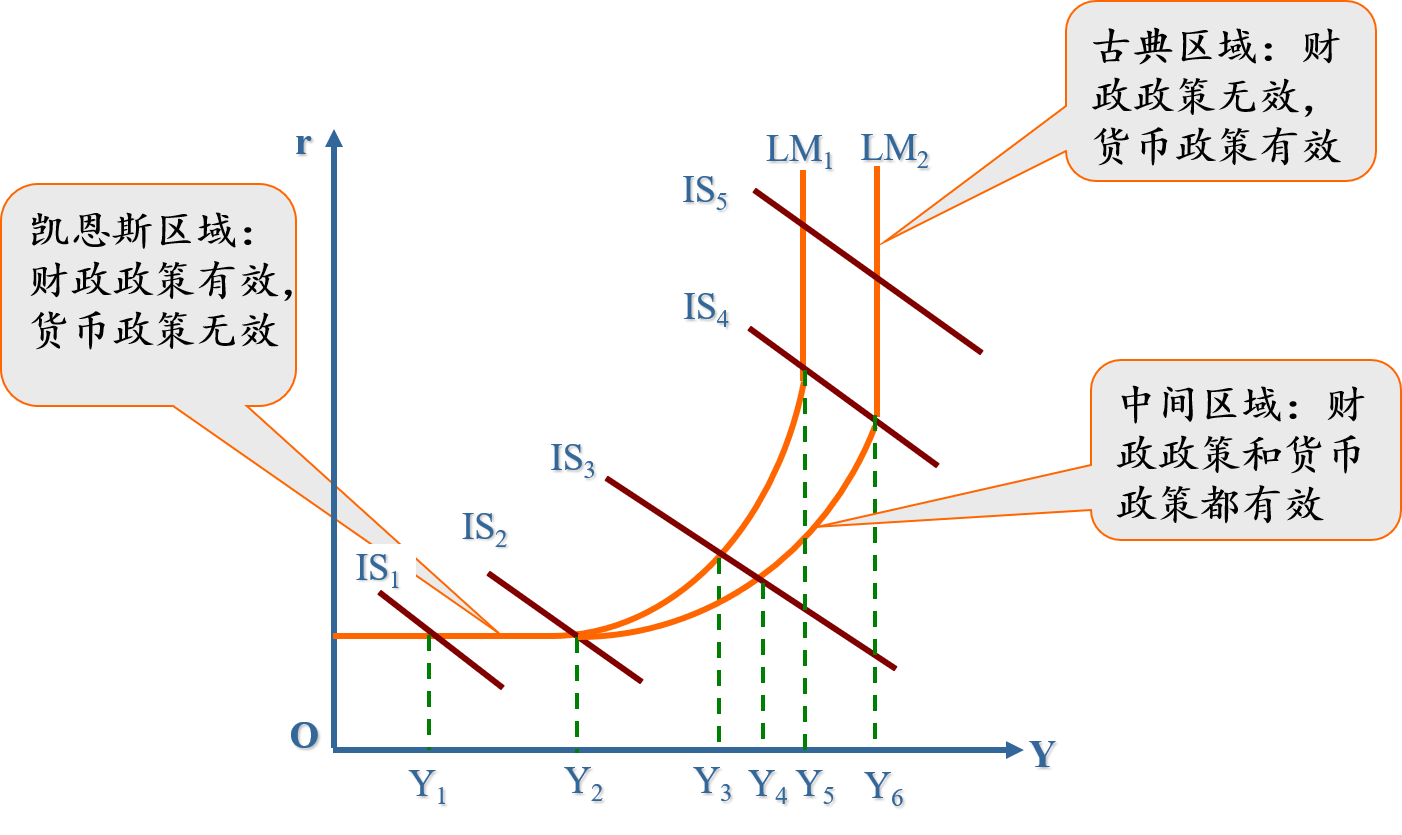 古典区域：财
政政策无效，
货币政策有效
r
LM₁
LM₂
IS₅
凯恩斯区域：
财政政策有效，
货币政策无效
IS₄
中间区域：财
政政策和货币
政策都有效
IS₃
IS₂
IS₁
O
Y
Y₁
Y₂
Y₃
Y₄
Y₅
Y₆